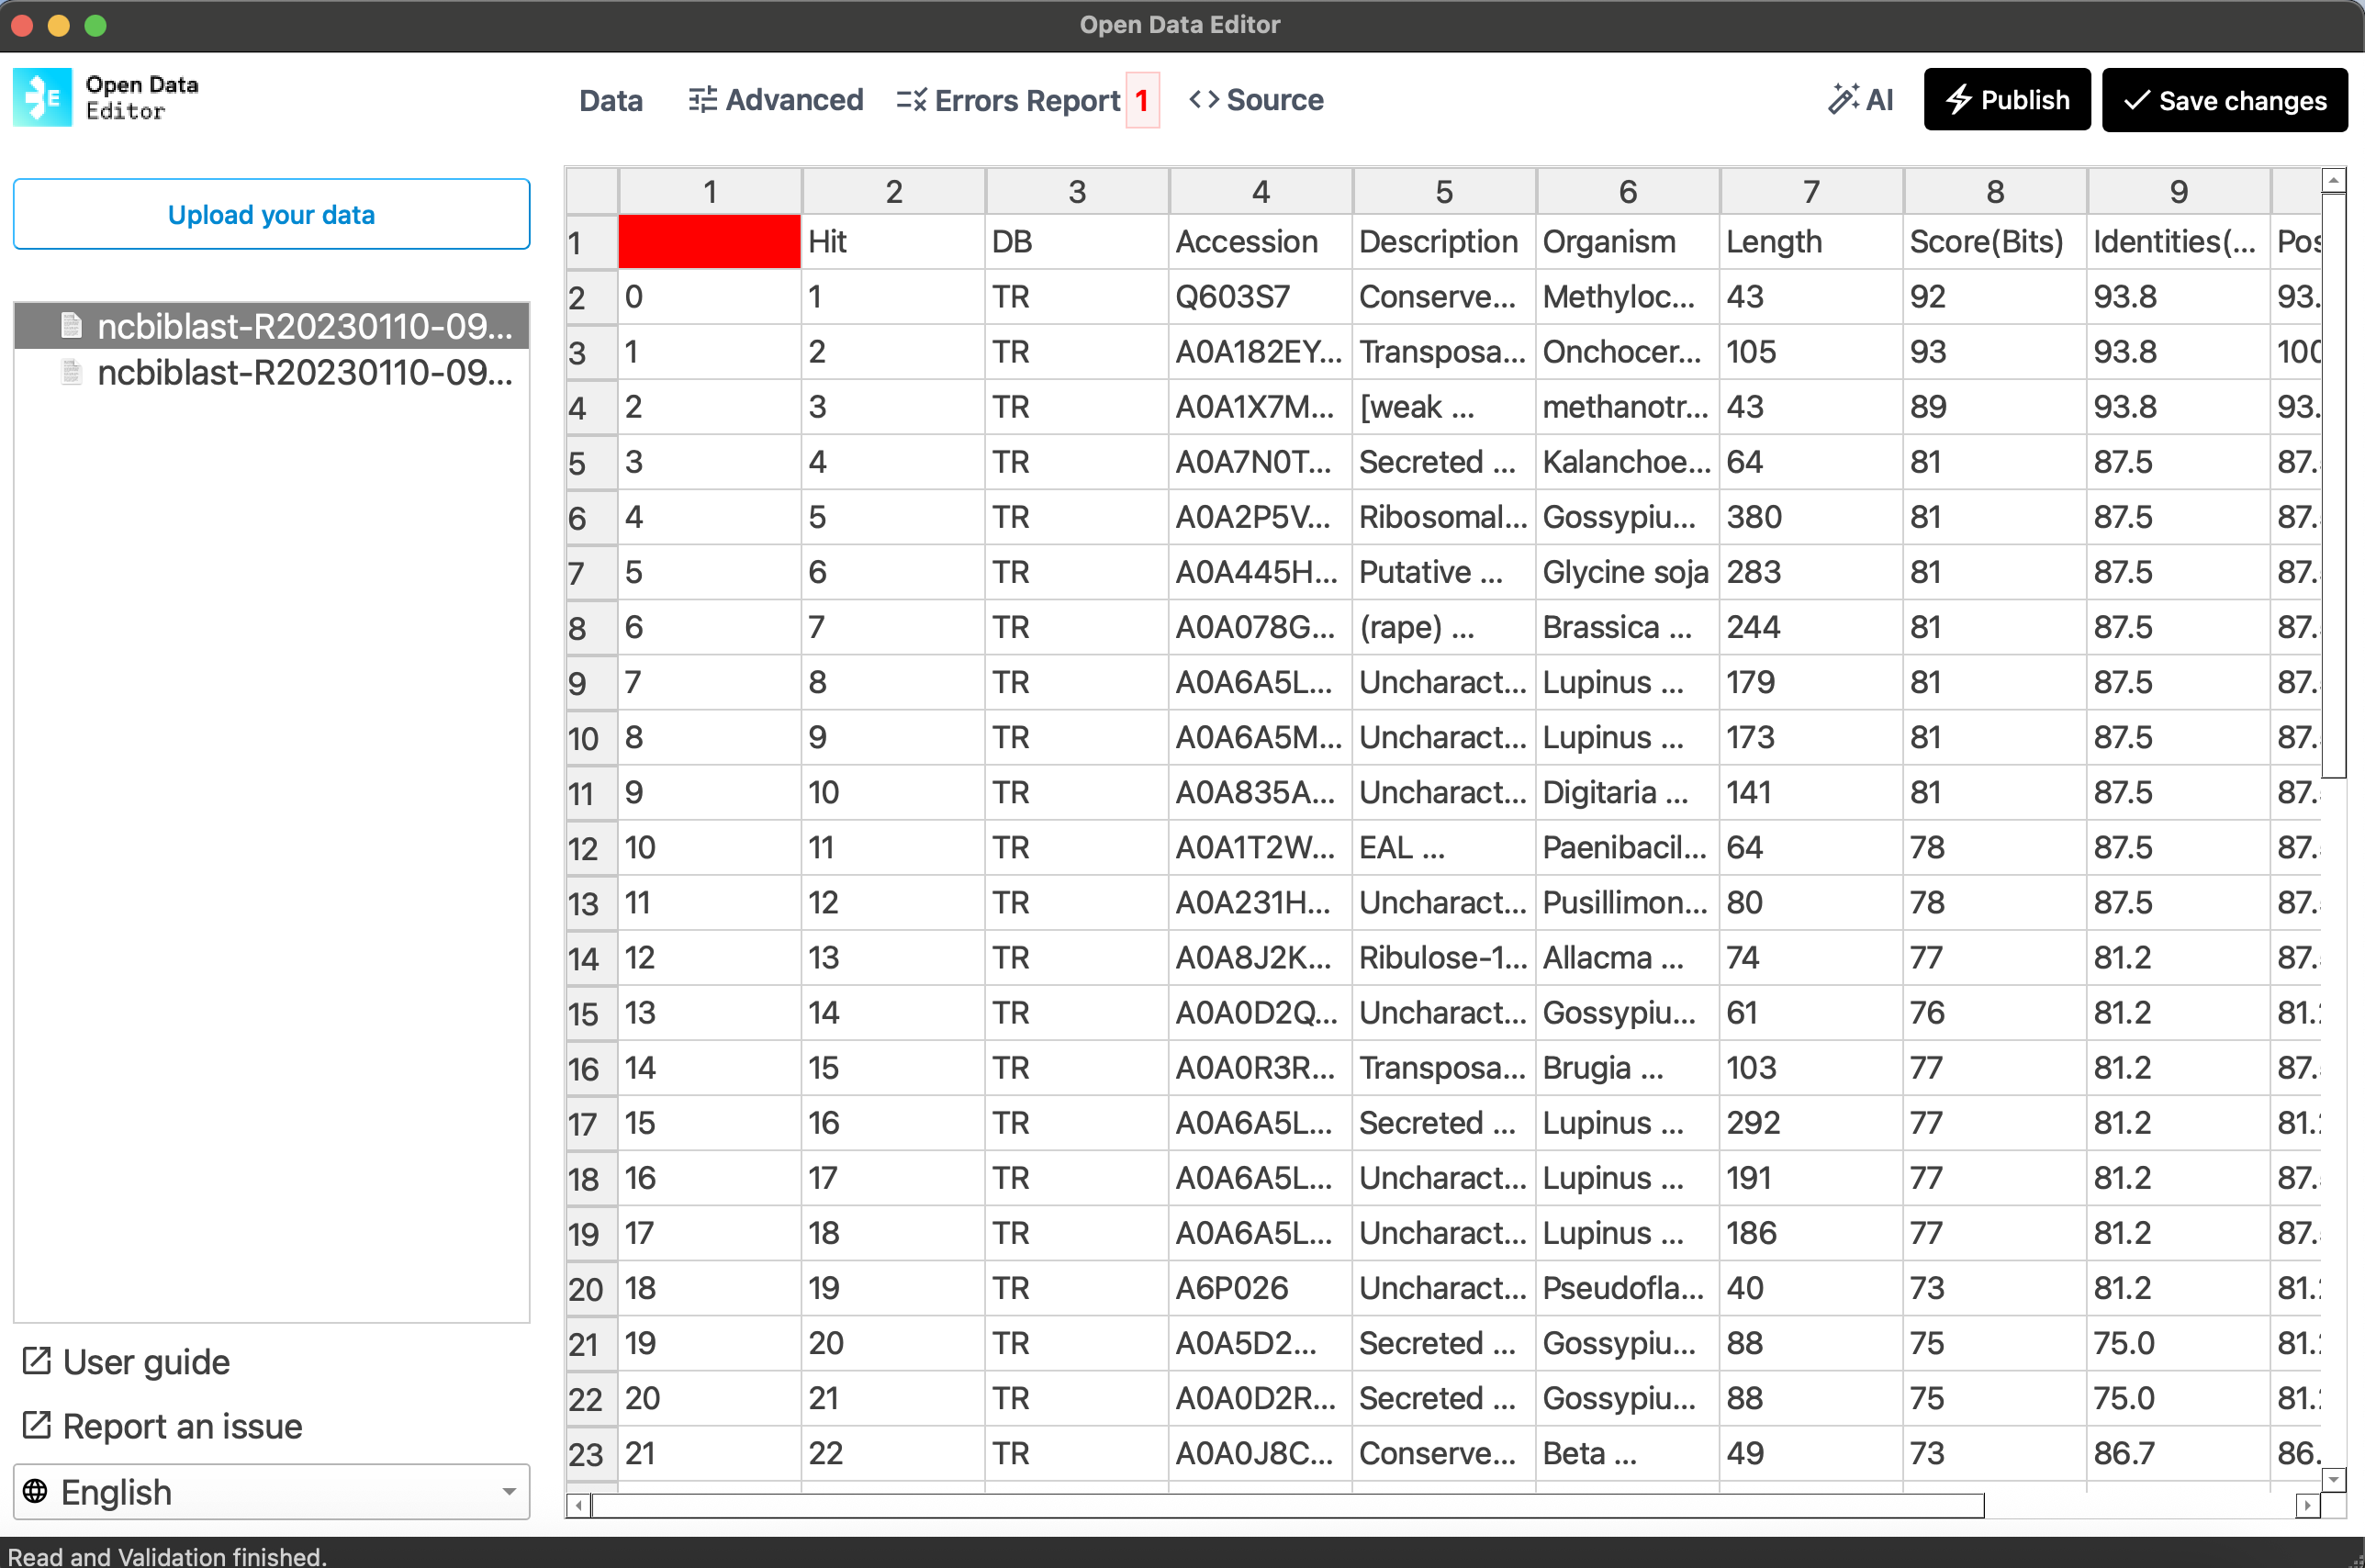 Open Data Editor
Open Data
Editor
Data Advanced Errors Report 1 Source AI Publish Save changes
Upload your data
ncbiblast-R20230110-09...
ncbiblast-R20230110-09...
1 2 3 4 5 6 7 8 9
1 Hit DB Accession Description Organism Length Score(Bits) Identities(...
2 0 1 TR Q603S7 Conserve... Methyloc... 43 92 93.8 93.
3 1 2 TR A0A182EY... Transposa... Onchocer... 105 93 93.8 100
4 2 3 TR A0A1X7M... [weak ... methanotr... 43 89 93.8 93.
5 3 4 TR A0A7N0T... Secreted ... Kalanchoe... 64 81 87.5 87.
6 4 5 TR A0A2P5V... Ribosomal... Gossypiu... 380 81 87.5 87.
7 5 6 TR A0A445H... Putative ... Glycine soja 283 81 87.5 87.
8 6 7 TR A0A078G... (rape) ... Brassica ... 244 81 87.5 87.
9 7 8 TR A0A6A5L... Uncharact... Lupinus ... 179 81 87.5 87.
10 8 9 TR A0A6A5M... Uncharact... Lupinus ... 173 81 87.5 87.
11 9 10 TR A0A835A... Uncharact... Digitaria ... 141 81 87.5 87.
12 10 11 TR A0A1T2W... EAL ... Paenibacil... 64 78 87.5 87.
13 11 12 TR A0A231H... Uncharact... Pusillimon... 80 78 87.5 87.
14 12 13 TR A0A8J2K... Ribulose-1... Allacma ... 74 77 81.2 87.
15 13 14 TR A0A0D2Q... Uncharact... Gossypiu... 61 76 81.2 81.
16 14 15 TR A0A0R3R... Transposa... Brugia ... 103 77 81.2 87.
17 15 16 TR A0A6A5L... Secreted ... Lupinus ... 292 77 81.2 81.
18 16 17 TR A0A6A5L... Uncharact... Lupinus ... 191 77 81.2 87.
19 17 18 TR A0A6A5L... Uncharact... Lupinus ... 186 77 81.2 87.
20 18 19 TR A6P026 Uncharact... Pseudofla... 40 73 81.2 81.
21 19 20 TR A0A5D2... Secreted ... Gossypiu... 88 75 75.0 81.
22 20 21 TR A0A0D2R... Secreted ... Gossypiu... 88 75 75.0 81.
23 21 22 TR A0A0J8C... Conserve... Beta ... 49 73 86.7 86.
User guide
Report an issue
English
Read and Validation finished.